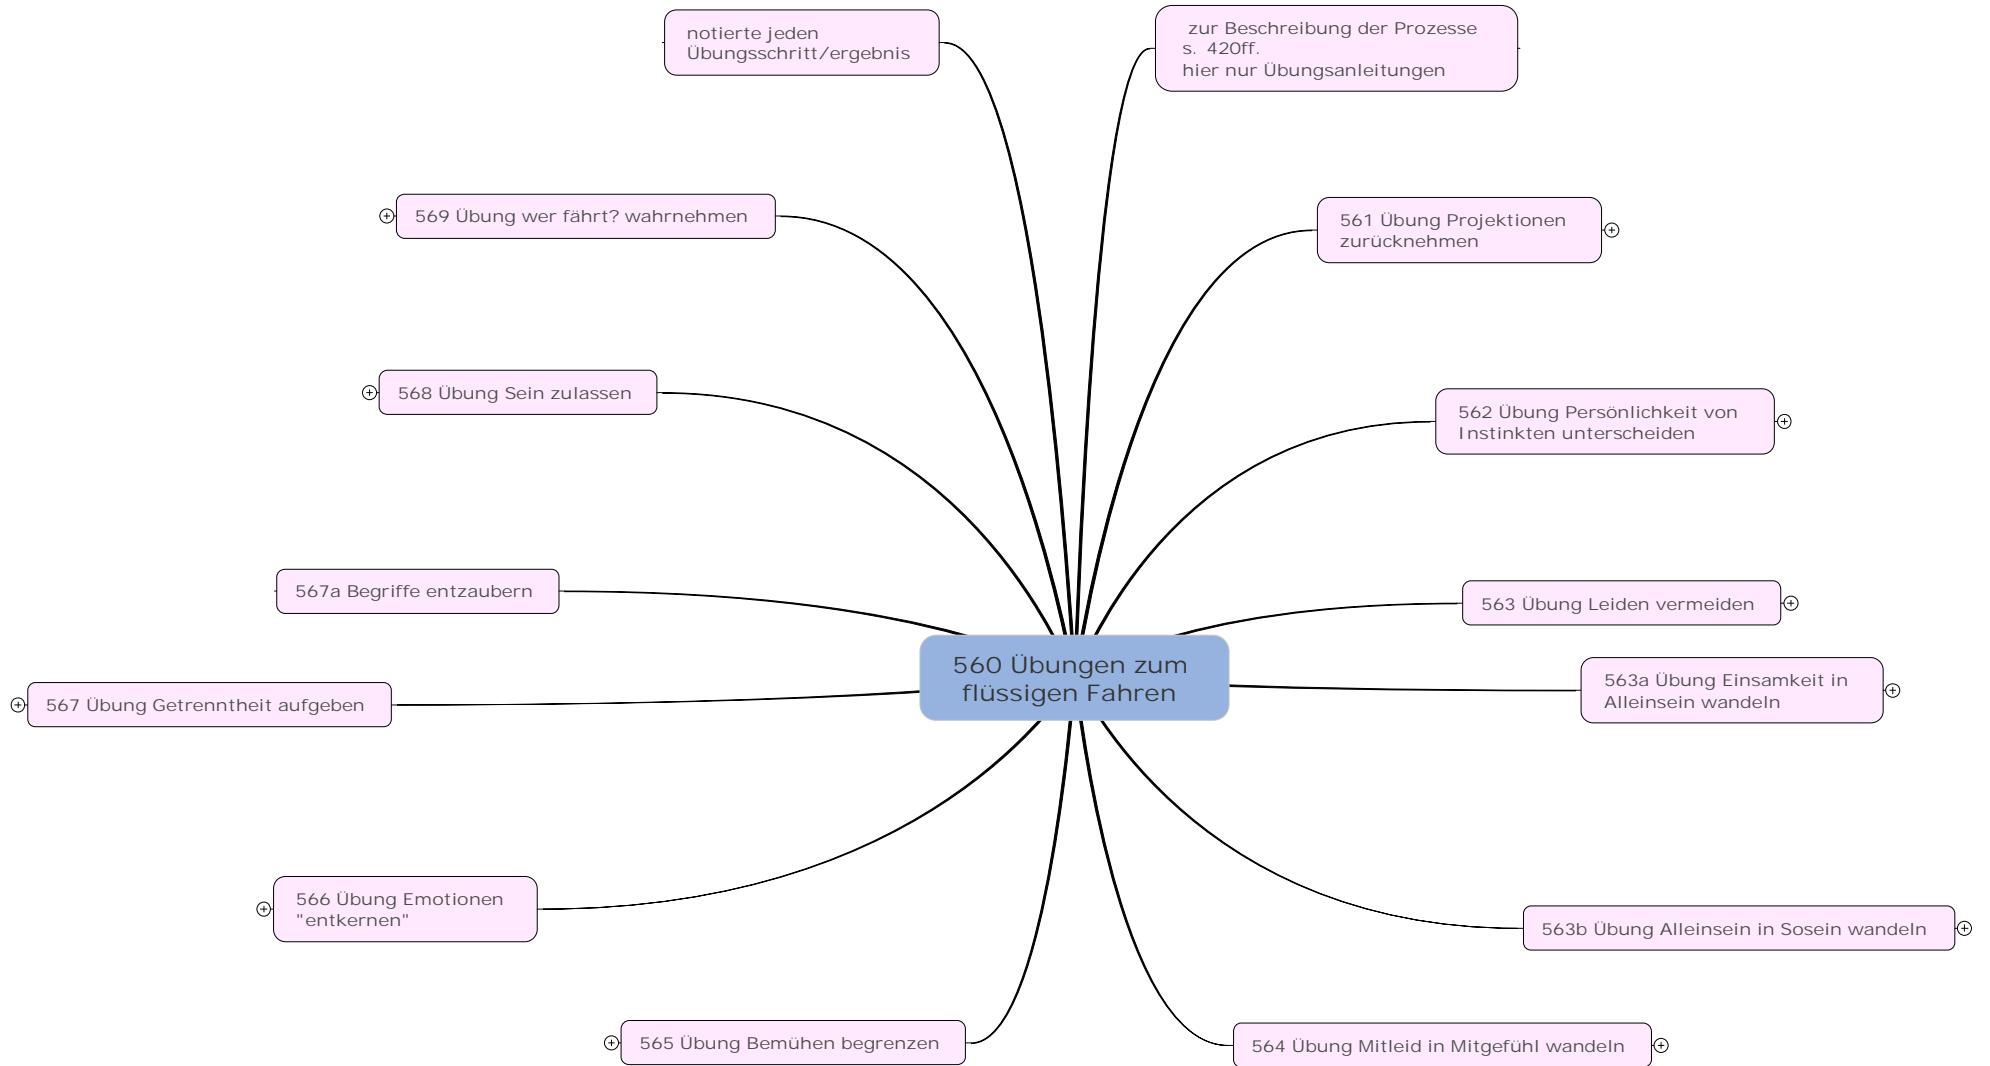 notierte jeden
Übungsschritt/ergebnis
zur Beschreibung der Prozesse
s. 420ff.
hier nur Übungsanleitungen
569 Übung wer fährt? wahrnehmen
561 Übung Projektionen
zurücknehmen
568 Übung Sein zulassen
562 Übung Persönlichkeit von
Instinkten unterscheiden
567a Begriffe entzaubern
563 Übung Leiden vermeiden
560 Übungen zum
flüssigen Fahren
563a Übung Einsamkeit in
Alleinsein wandeln
567 Übung Getrenntheit aufgeben
566 Übung Emotionen
"entkernen"
563b Übung Alleinsein in Sosein wandeln
565 Übung Bemühen begrenzen
564 Übung Mitleid in Mitgefühl wandeln